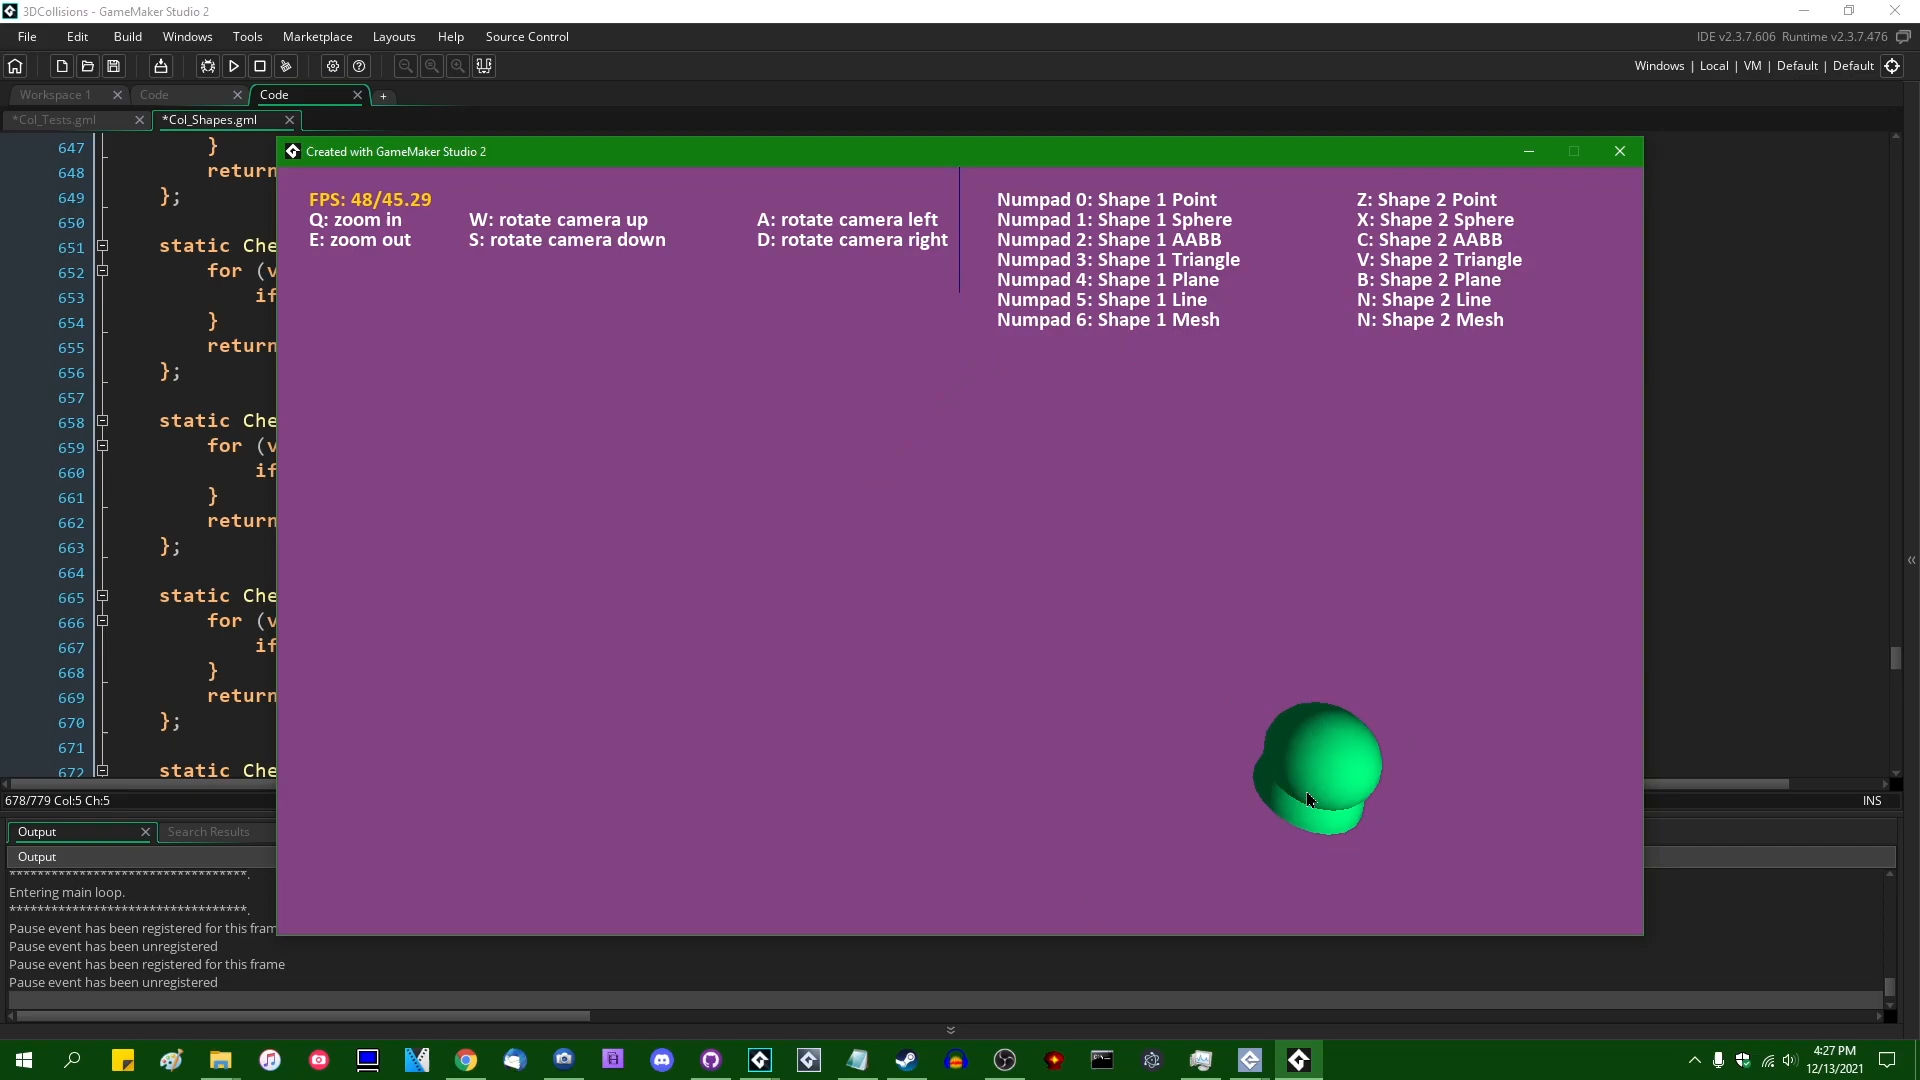 3DCollisions - GameMaker Studio 2
File Edit Build Windows Tools Marketplace Layouts Help Source Control
IDE v2.3.7.606 Runtime v2.3.7.476
Windows | Local | VM | Default | Default
Workspace 1
Code
Code
*Col_Tests.gml
*Col_Shapes.gml
647 }
648 return
649 };
650
651 static Che
652 for (v
653 if
654 }
655 return
656 };
657
658 static Che
659 for (v
660 if
661 }
662 return
663 };
664
665 static Che
666 for (v
667 if
668 }
669 return
670 };
671
672 static Che
Created with GameMaker Studio 2
FPS: 48/45.29
Q: zoom in W: rotate camera up A: rotate camera left
E: zoom out S: rotate camera down D: rotate camera right
Numpad 0: Shape 1 Point Z: Shape 2 Point
Numpad 1: Shape 1 Sphere X: Shape 2 Sphere
Numpad 2: Shape 1 AABB C: Shape 2 AABB
Numpad 3: Shape 1 Triangle V: Shape 2 Triangle
Numpad 4: Shape 1 Plane B: Shape 2 Plane
Numpad 5: Shape 1 Line N: Shape 2 Line
Numpad 6: Shape 1 Mesh N: Shape 2 Mesh
678/779 Col:5 Ch:5
INS
Output
Search Results
Output
**********************************.
Entering main loop.
**********************************.
Pause event has been registered for this fram
Pause event has been unregistered
Pause event has been registered for this frame
Pause event has been unregistered
4:27 PM
12/13/2021